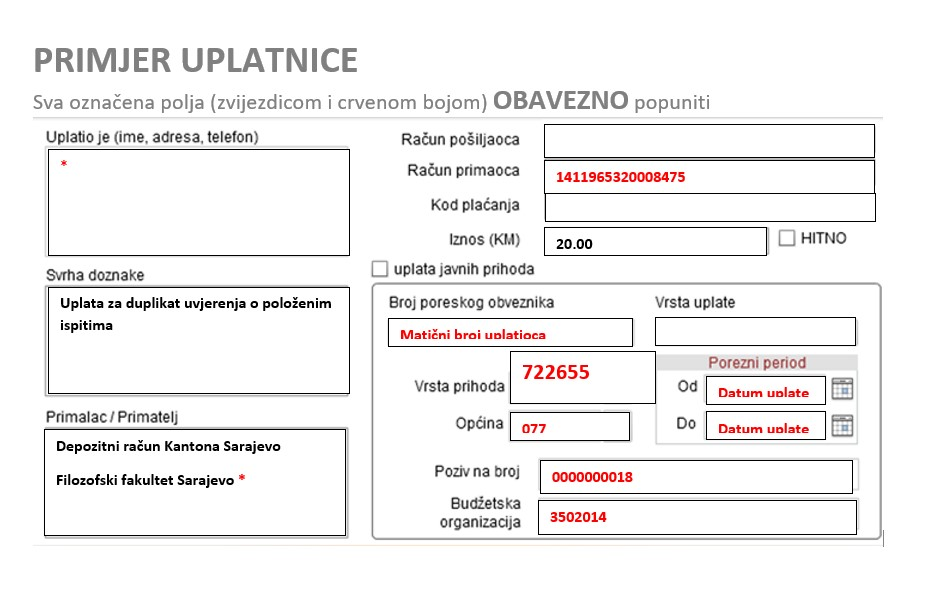 PRIMJER UPLATNICE
Sva označena polja (zvijezdicom i crvenom bojom) OBAVEZNO popuniti
Uplatio je (ime, adresa, telefon)
*
Svrha doznake
Uplata za duplikat uvjerenja o položenim
ispitima
Primalac / Primatelj
Depozitni račun Kantona Sarajevo
Filozofski fakultet Sarajevo *
Račun pošiljaoca
Račun primaoca 1411965320008475
Kod plaćanja
Iznos (KM) 20.00 HITNO
uplata javnih prihoda
Broj poreskog obveznika
Matični broj uplatioca
Vrsta uplate
Vrsta prihoda 722655
Općina 077
Porezni period
Od Datum uplate
Do Datum uplate
Poziv na broj 0000000018
Budžetska
organizacija 3502014